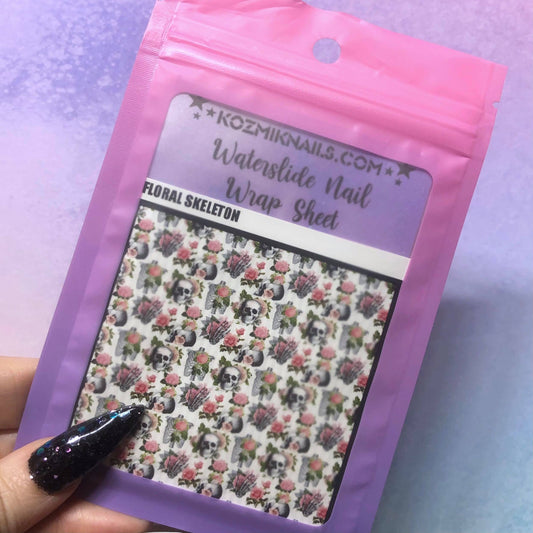 KOZMIKNAILS.COM
Waterslide Nail
Wrap Sheet
FLORAL SKELETON